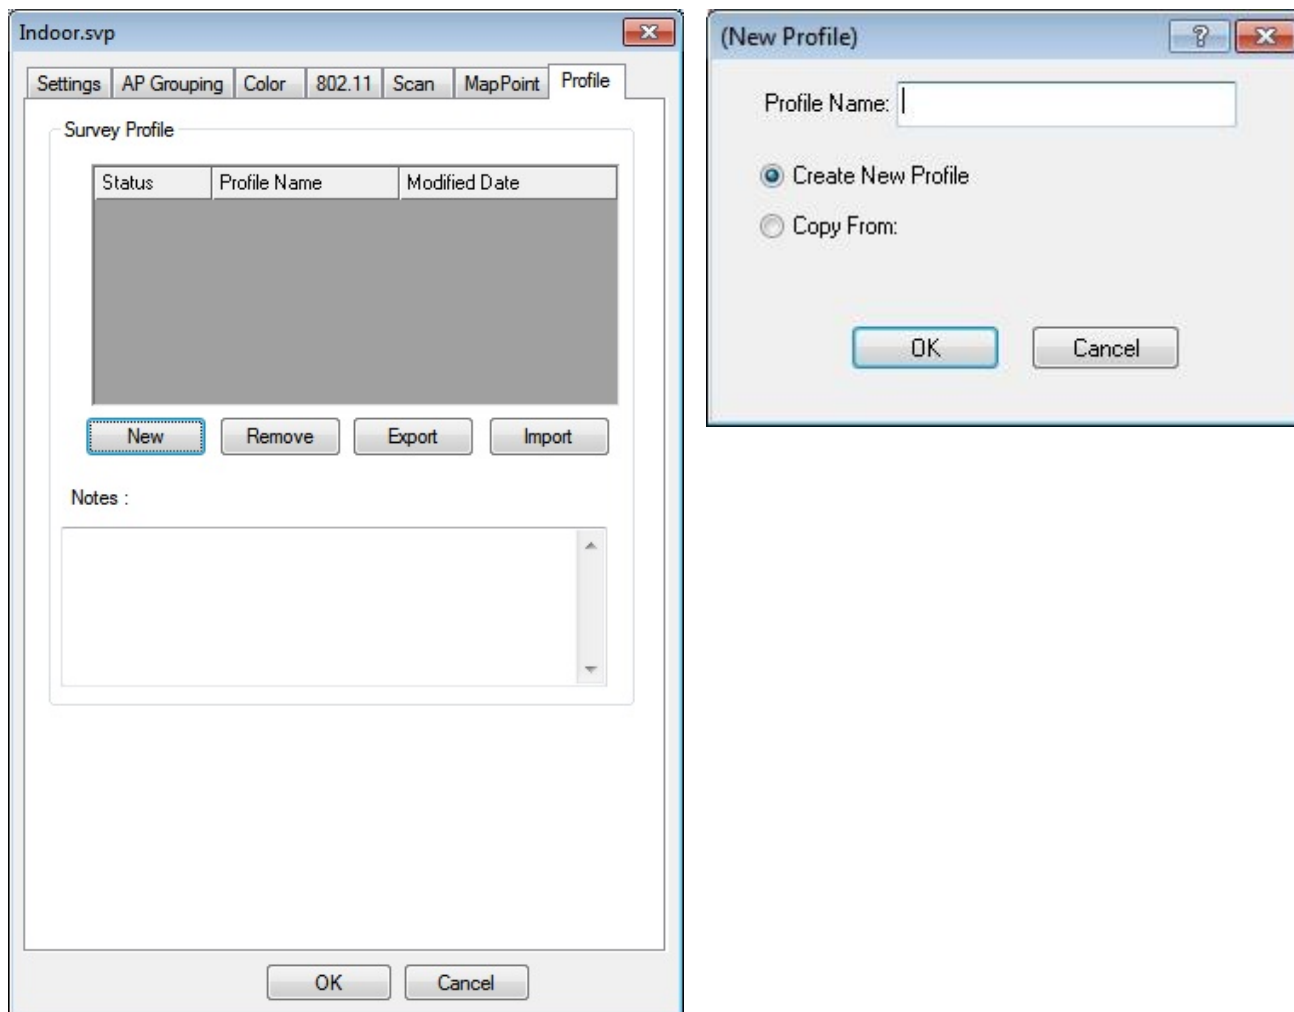 Indoor.svp
Settings AP Grouping Color 802.11 Scan MapPoint Profile
Survey Profile
Status Profile Name Modified Date
New Remove Export Import
Notes :
OK Cancel
(New Profile)
Profile Name:
Create New Profile
Copy From:
OK Cancel